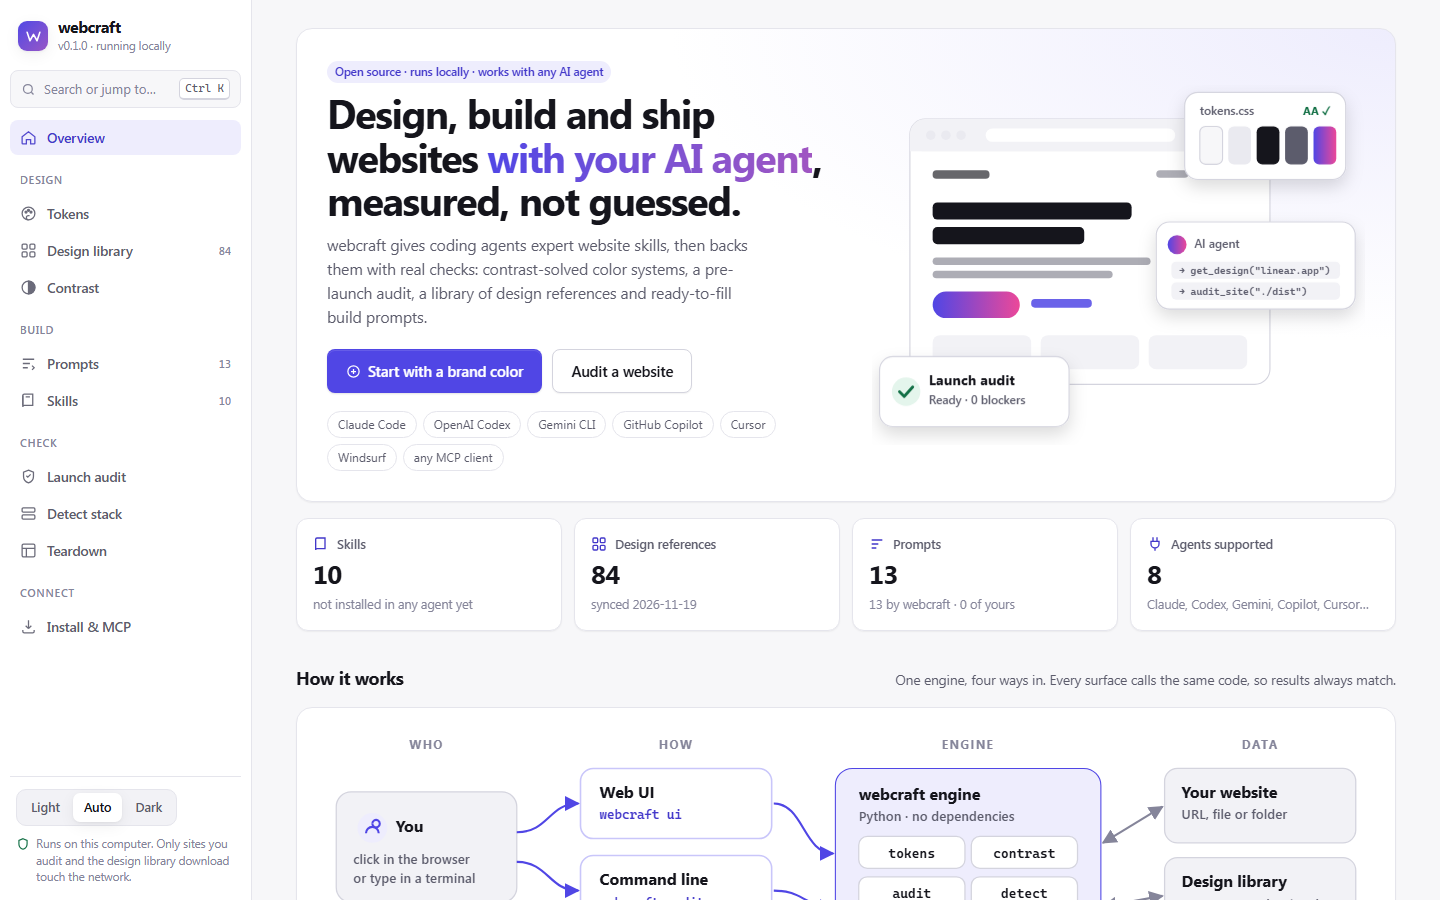 webcraft
v0.1.0 · running locally
Search or jump to...
Ctrl K
Overview
DESIGN
Tokens
Design library 84
Contrast
BUILD
Prompts 13
Skills 10
CHECK
Launch audit
Detect stack
Teardown
CONNECT
Install & MCP
Light Auto Dark
Runs on this computer. Only sites you
audit and the design library download
touch the network.
Open source · runs locally · works with any AI agent
Design, build and ship
websites with your AI agent,
measured, not guessed.
webcraft gives coding agents expert website skills, then backs
them with real checks: contrast-solved color systems, a pre-
launch audit, a library of design references and ready-to-fill
build prompts.
Start with a brand color
Audit a website
Claude Code
OpenAI Codex
Gemini CLI
GitHub Copilot
Cursor
Windsurf
any MCP client
tokens.css AA ✓
AI agent
→ get_design("linear.app")
→ audit_site("./dist")
Launch audit
Ready · 0 blockers
Skills
10
not installed in any agent yet
Design references
84
synced 2026-11-19
Prompts
13
13 by webcraft · 0 of yours
Agents supported
8
Claude, Codex, Gemini, Copilot, Cursor...
How it works
One engine, four ways in. Every surface calls the same code, so results always match.
WHO
HOW
ENGINE
DATA
You
click in the browser
or type in a terminal
Web UI
webcraft ui
Command line
webcraft engine
Python · no dependencies
tokens
contrast
audit
detect
Your website
URL, file or folder
Design library